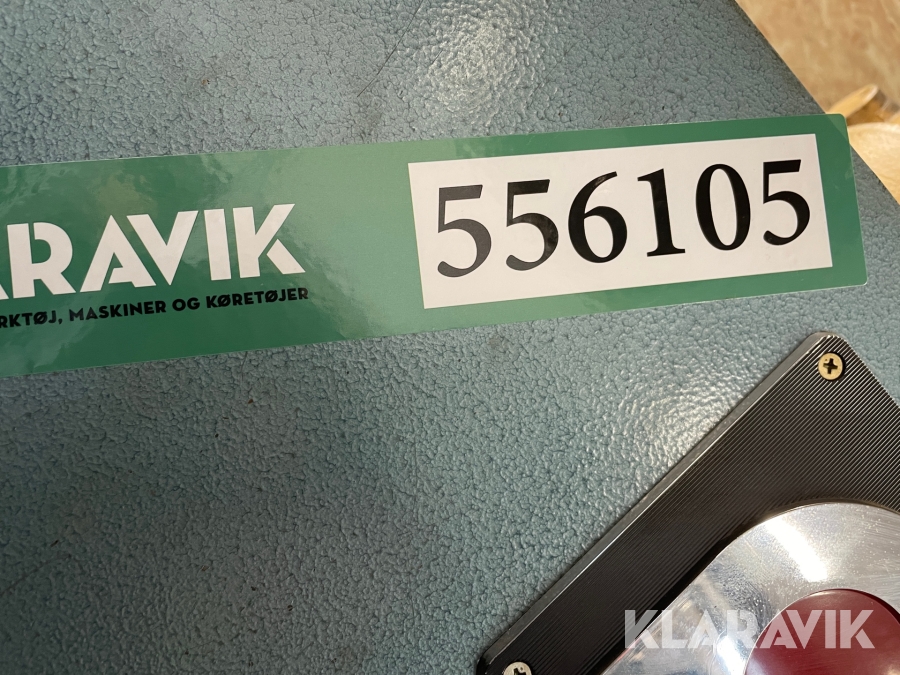 ARAVIK
RKTØJ, MASKINER OG KØRETØJER
556105
KLARAVIK